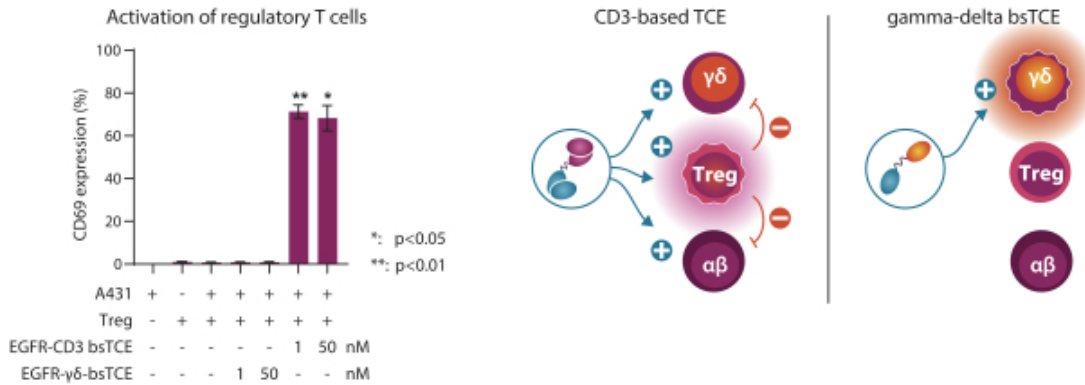 Activation of regulatory T cells
CD69 expression (%)
100
80
60
40
20
0
** *
*: p<0.05
**: p<0.01
A431 + - + + + + +
Treg - + + + + + +
EGFR-CD3 bsTCE - - - - - 1 50 nM
EGFR-γδ-bsTCE - - - 1 50 - - nM
CD3-based TCE
γδ
Treg
αβ
+
+
+
−
−
gamma-delta bsTCE
γδ
Treg
αβ
+